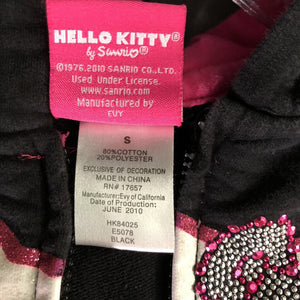 HELLO KITTY®
by Sanrio®
©1976, 2010 SANRIO CO., LTD.
Used Under License.
www.sanrio.com
Manufactured by
EVY
S
80%COTTON
20%POLYESTER
EXCLUSIVE OF DECORATION
MADE IN CHINA
RN# 17657
Manufacturer:Evy of California
Date of Production:
JUNE 2010
HK84025
E5078
BLACK